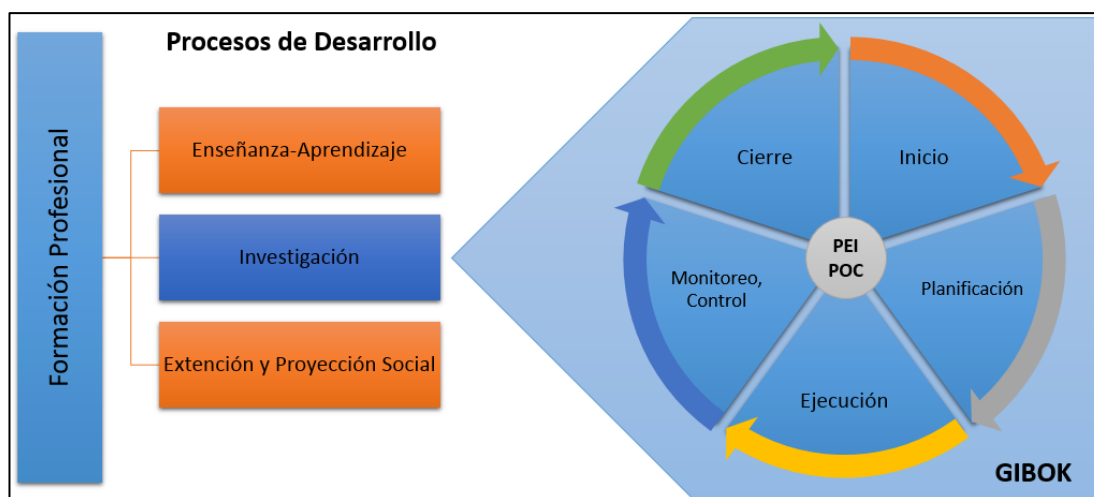 Formación Profesional
Procesos de Desarrollo
Enseñanza-Aprendizaje
Investigación
Extención y Proyección Social
Cierre
Inicio
PEI
POC
Monitoreo,
Control
Planificación
Ejecución
GIBOK